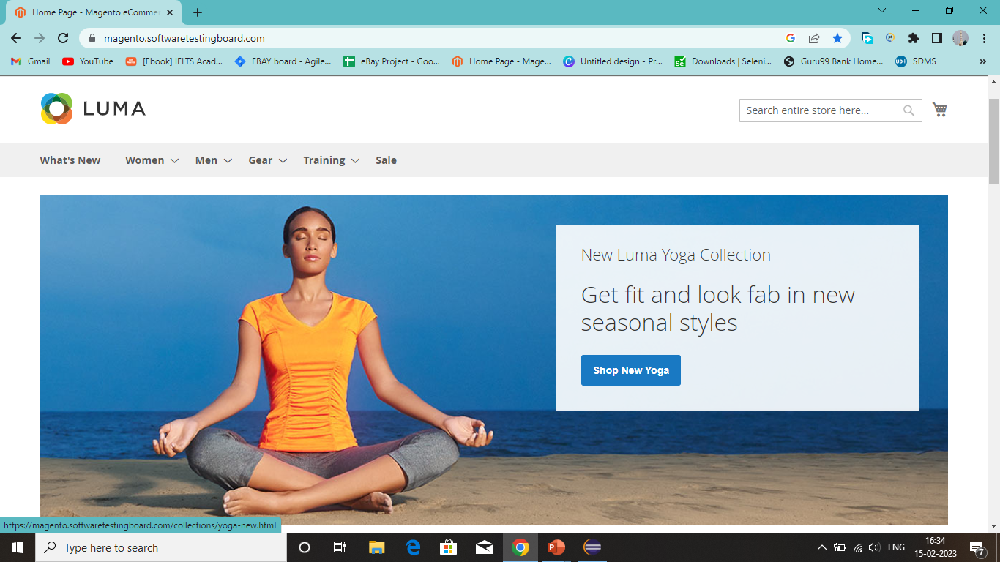 Home Page - Magento eComme
magento.softwaretestingboard.com
Gmail YouTube [Ebook] IELTS Acad... EBAY board - Agile... eBay Project - Goo... Home Page - Mage... Untitled design - Pr... Downloads | Seleni... Guru99 Bank Home... SDMS
LUMA
Search entire store here...
What's New Women Men Gear Training Sale
New Luma Yoga Collection
Get fit and look fab in new
seasonal styles
Shop New Yoga
https://magento.softwaretestingboard.com/collections/yoga-new.html
Type here to search
ENG
16:34
15-02-2023
7